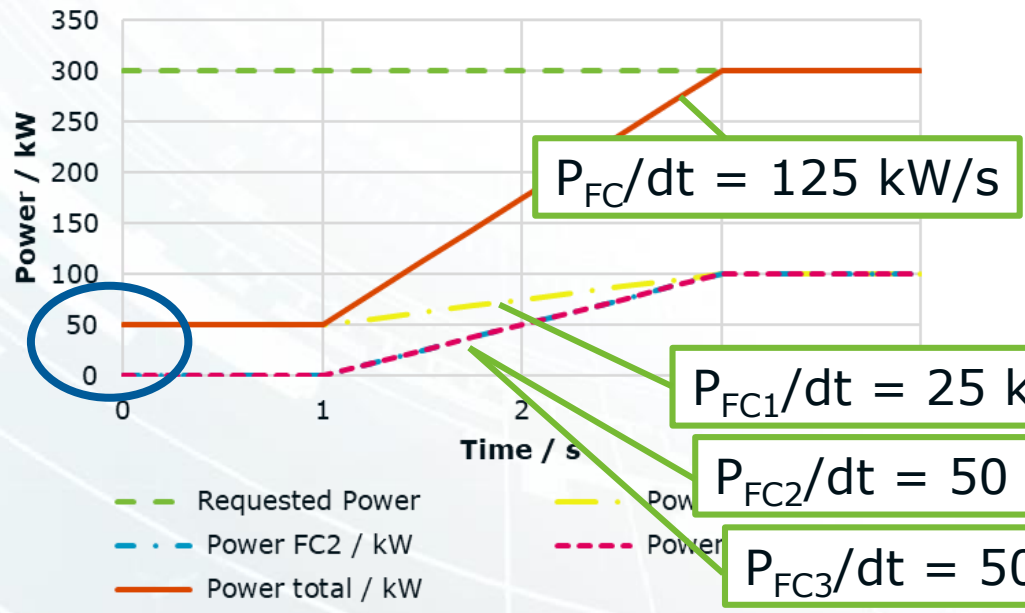 350
300
250
200
150
100
50
0
Power / kW
0
1
2
Time / s
P_FC/dt = 125 kW/s
P_FC1/dt = 25
P_FC2/dt = 50
P_FC3/dt = 50
Requested Power
Power FC2 / kW
Power
Power total / kW